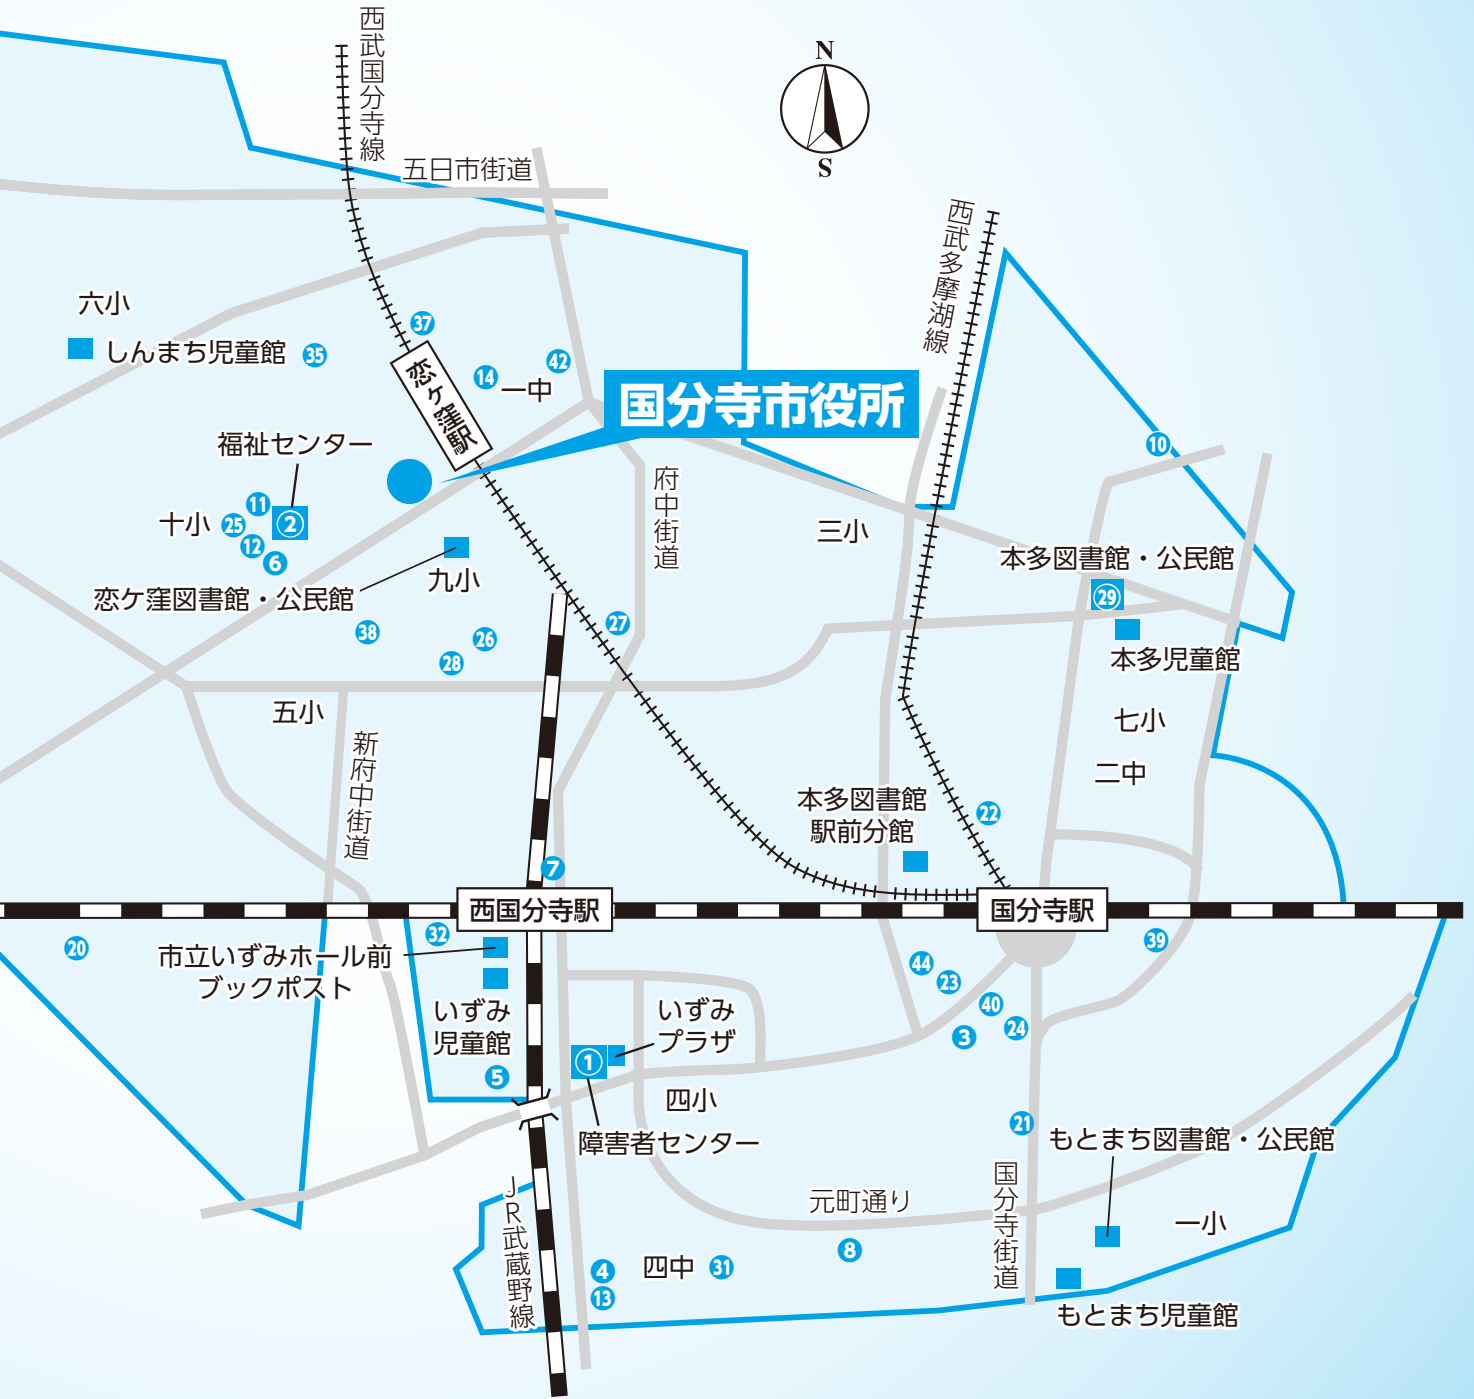 西武国分寺線
N
S
五日市街道
西武多摩湖線
六小
しんまち児童館
35
37
恋ヶ窪駅
14
一中
42
国分寺市役所
10
福祉センター
十小
11
25
2
12
6
府中街道
三小
九小
恋ケ窪図書館・公民館
本多図書館・公民館
29
本多児童館
38
26
28
27
五小
新府中街道
七小
二中
本多図書館
駅前分館
22
7
西国分寺駅
国分寺駅
20
32
市立いずみホール前
ブックポスト
39
いずみ
児童館
5
いずみ
プラザ
1
44
23
40
24
3
四小
障害者センター
21
もとまち図書館・公民館
国分寺街道
JR武蔵野線
元町通り
一小
8
四中
31
4
13
もとまち児童館